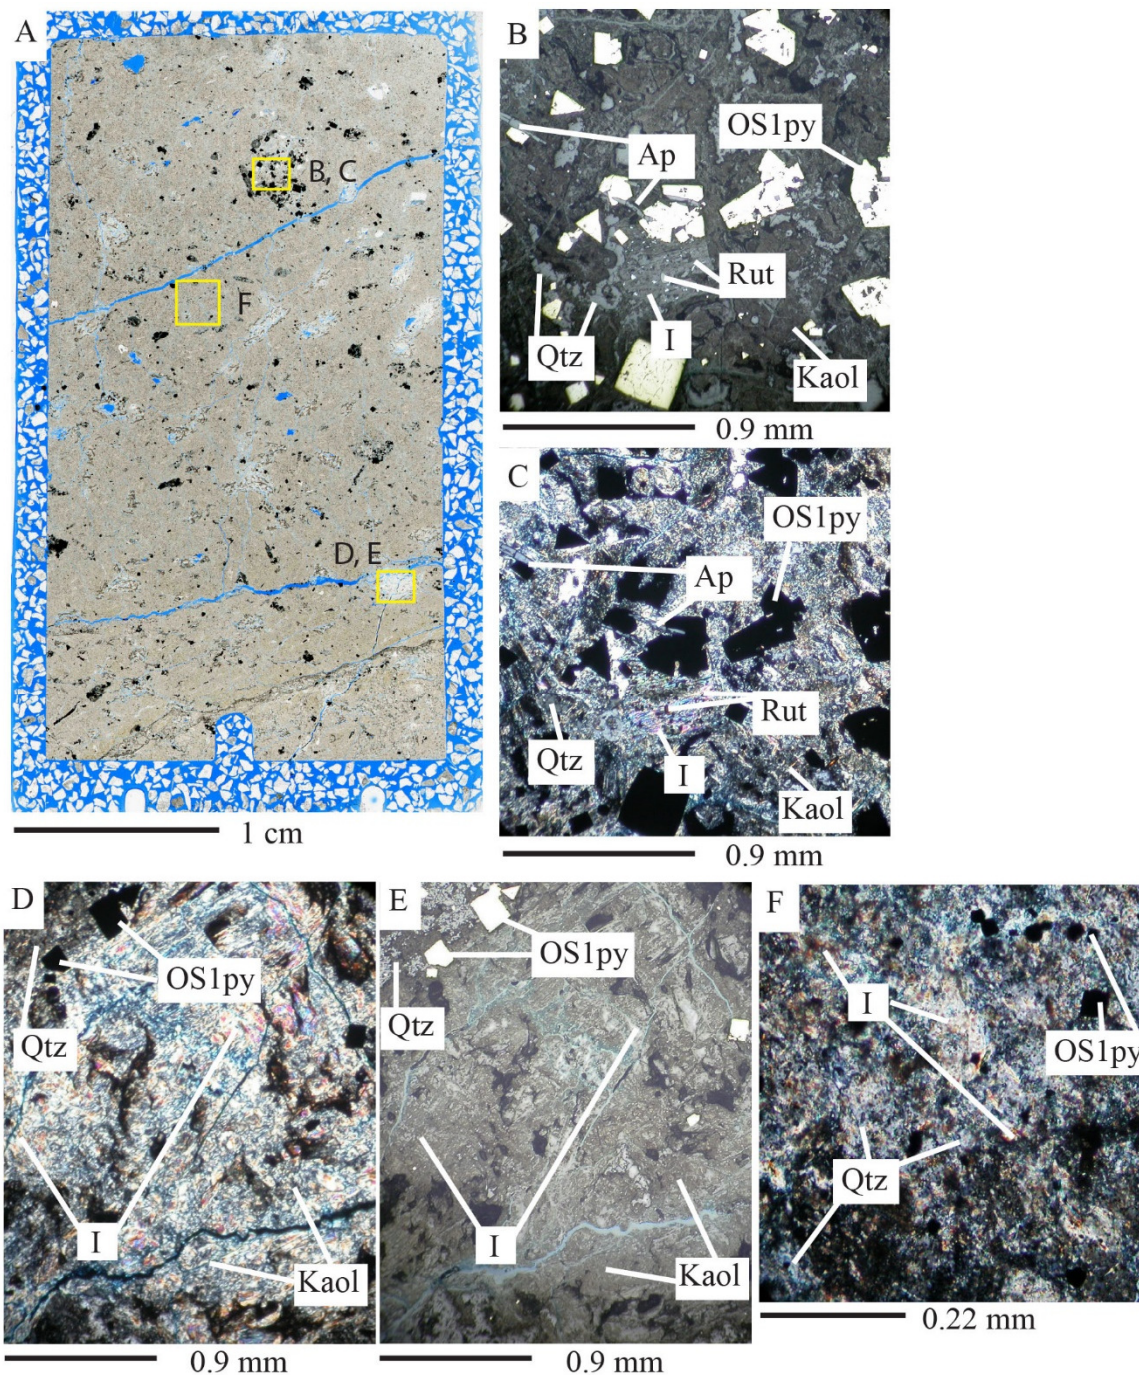 A
B, C
F
D, E
1 cm
B
OS1py
Ap
Rut
Qtz
I
Kaol
0.9 mm
C
OS1py
Ap
Rut
Qtz
I
Kaol
0.9 mm
D
OS1py
Qtz
I
Kaol
0.9 mm
E
OS1py
Qtz
I
Kaol
0.9 mm
F
I
OS1py
Qtz
0.22 mm